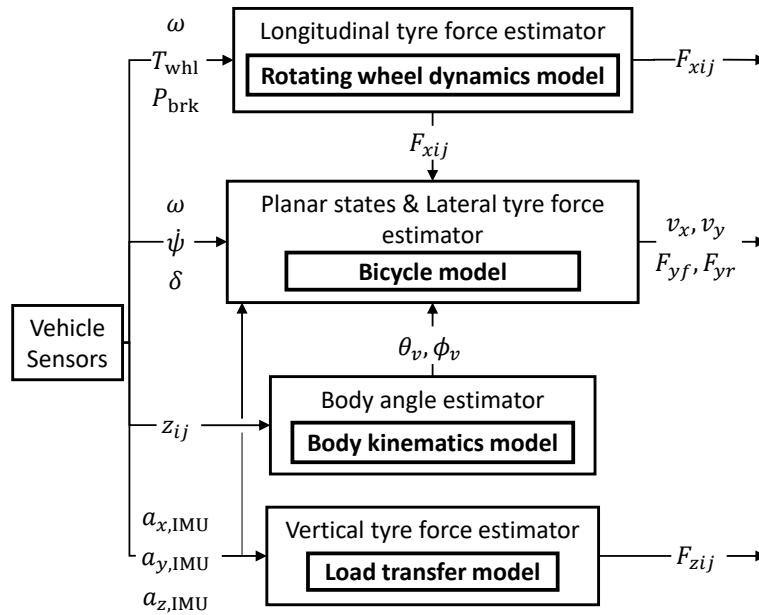 ω
T_whl
P_brk
Longitudinal tyre force estimator
Rotating wheel dynamics model
F_xij
F_xij
ω
ψ̇
δ
Planar states & Lateral tyre force
estimator
Bicycle model
v_x, v_y
F_yf, F_yr
Vehicle
Sensors
θ_v, ϕ_v
z_ij
Body angle estimator
Body kinematics model
a_x,IMU
a_y,IMU
a_z,IMU
Vertical tyre force estimator
Load transfer model
F_zij